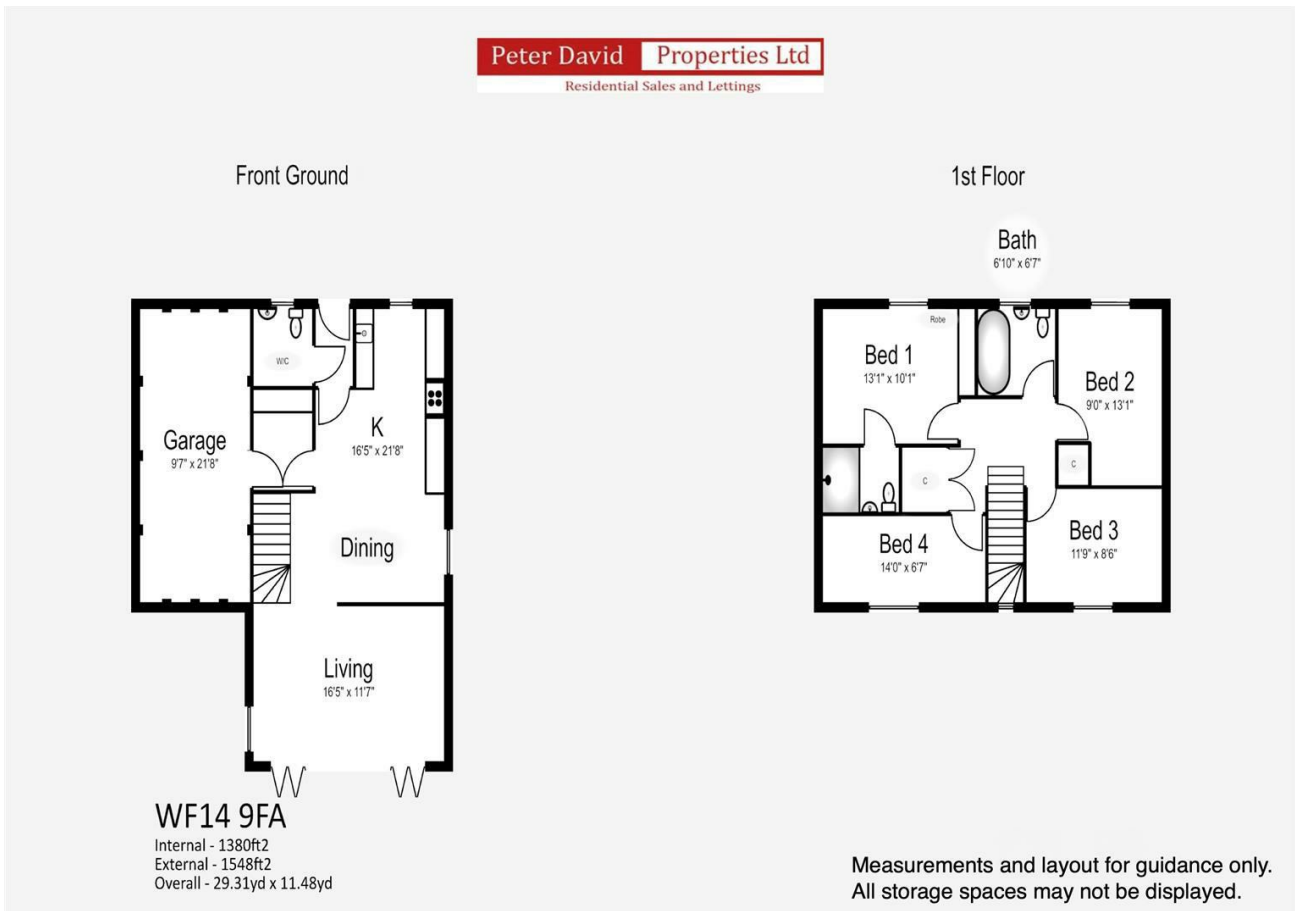 Peter David Properties Ltd
Residential Sales and Lettings
Front Ground
1st Floor
Bath
6'10" x 6'7"
W/C
K
16'5" x 21'8"
Garage
9'7" x 21'8"
Dining
Living
16'5" x 11'7"
Robe
Bed 1
13'1" x 10'1"
Bed 2
9'0" x 13'1"
C
C
Bed 3
11'9" x 8'6"
Bed 4
14'0" x 6'7"
WF14 9FA
Internal - 1380ft2
External - 1548ft2
Overall - 29.31yd x 11.48yd
Measurements and layout for guidance only.
All storage spaces may not be displayed.